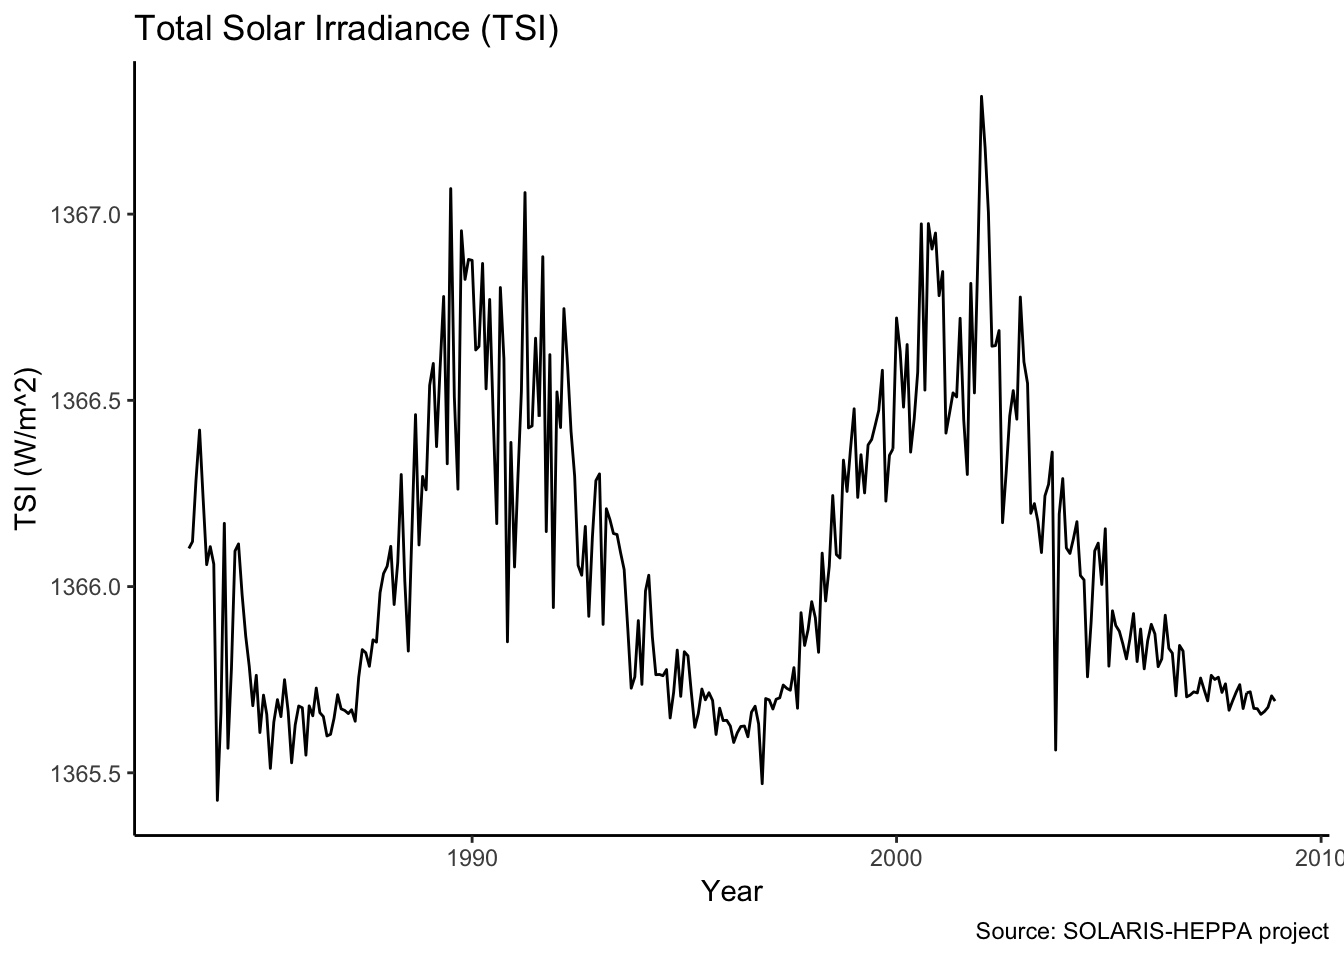 Total Solar Irradiance (TSI)
TSI (W/m^2)
1367.0
1366.5
1366.0
1365.5
1990
2000
2010
Year
Source: SOLARIS-HEPPA project